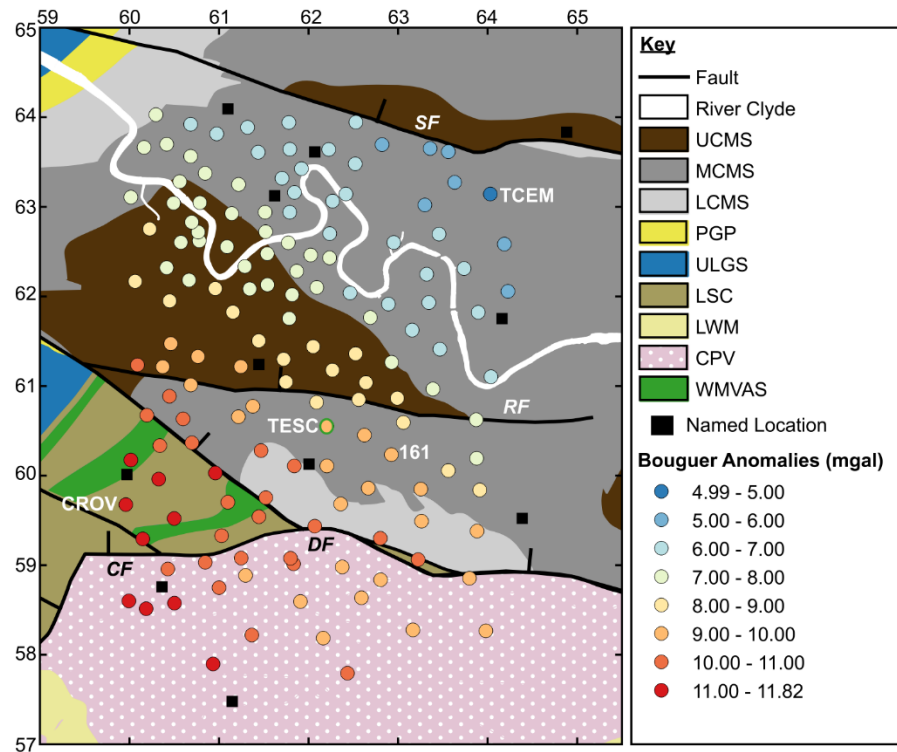 59 60 61 62 63 64 65
65
64
63
62
61
60
59
58
57
SF
TCEM
RF
TESC
161
CROV
DF
CF
Key
Fault
River Clyde
UCMS
MCMS
LCMS
PGP
ULGS
LSC
LWM
CPV
WMVAS
Named Location
Bouguer Anomalies (mgal)
4.99 - 5.00
5.00 - 6.00
6.00 - 7.00
7.00 - 8.00
8.00 - 9.00
9.00 - 10.00
10.00 - 11.00
11.00 - 11.82